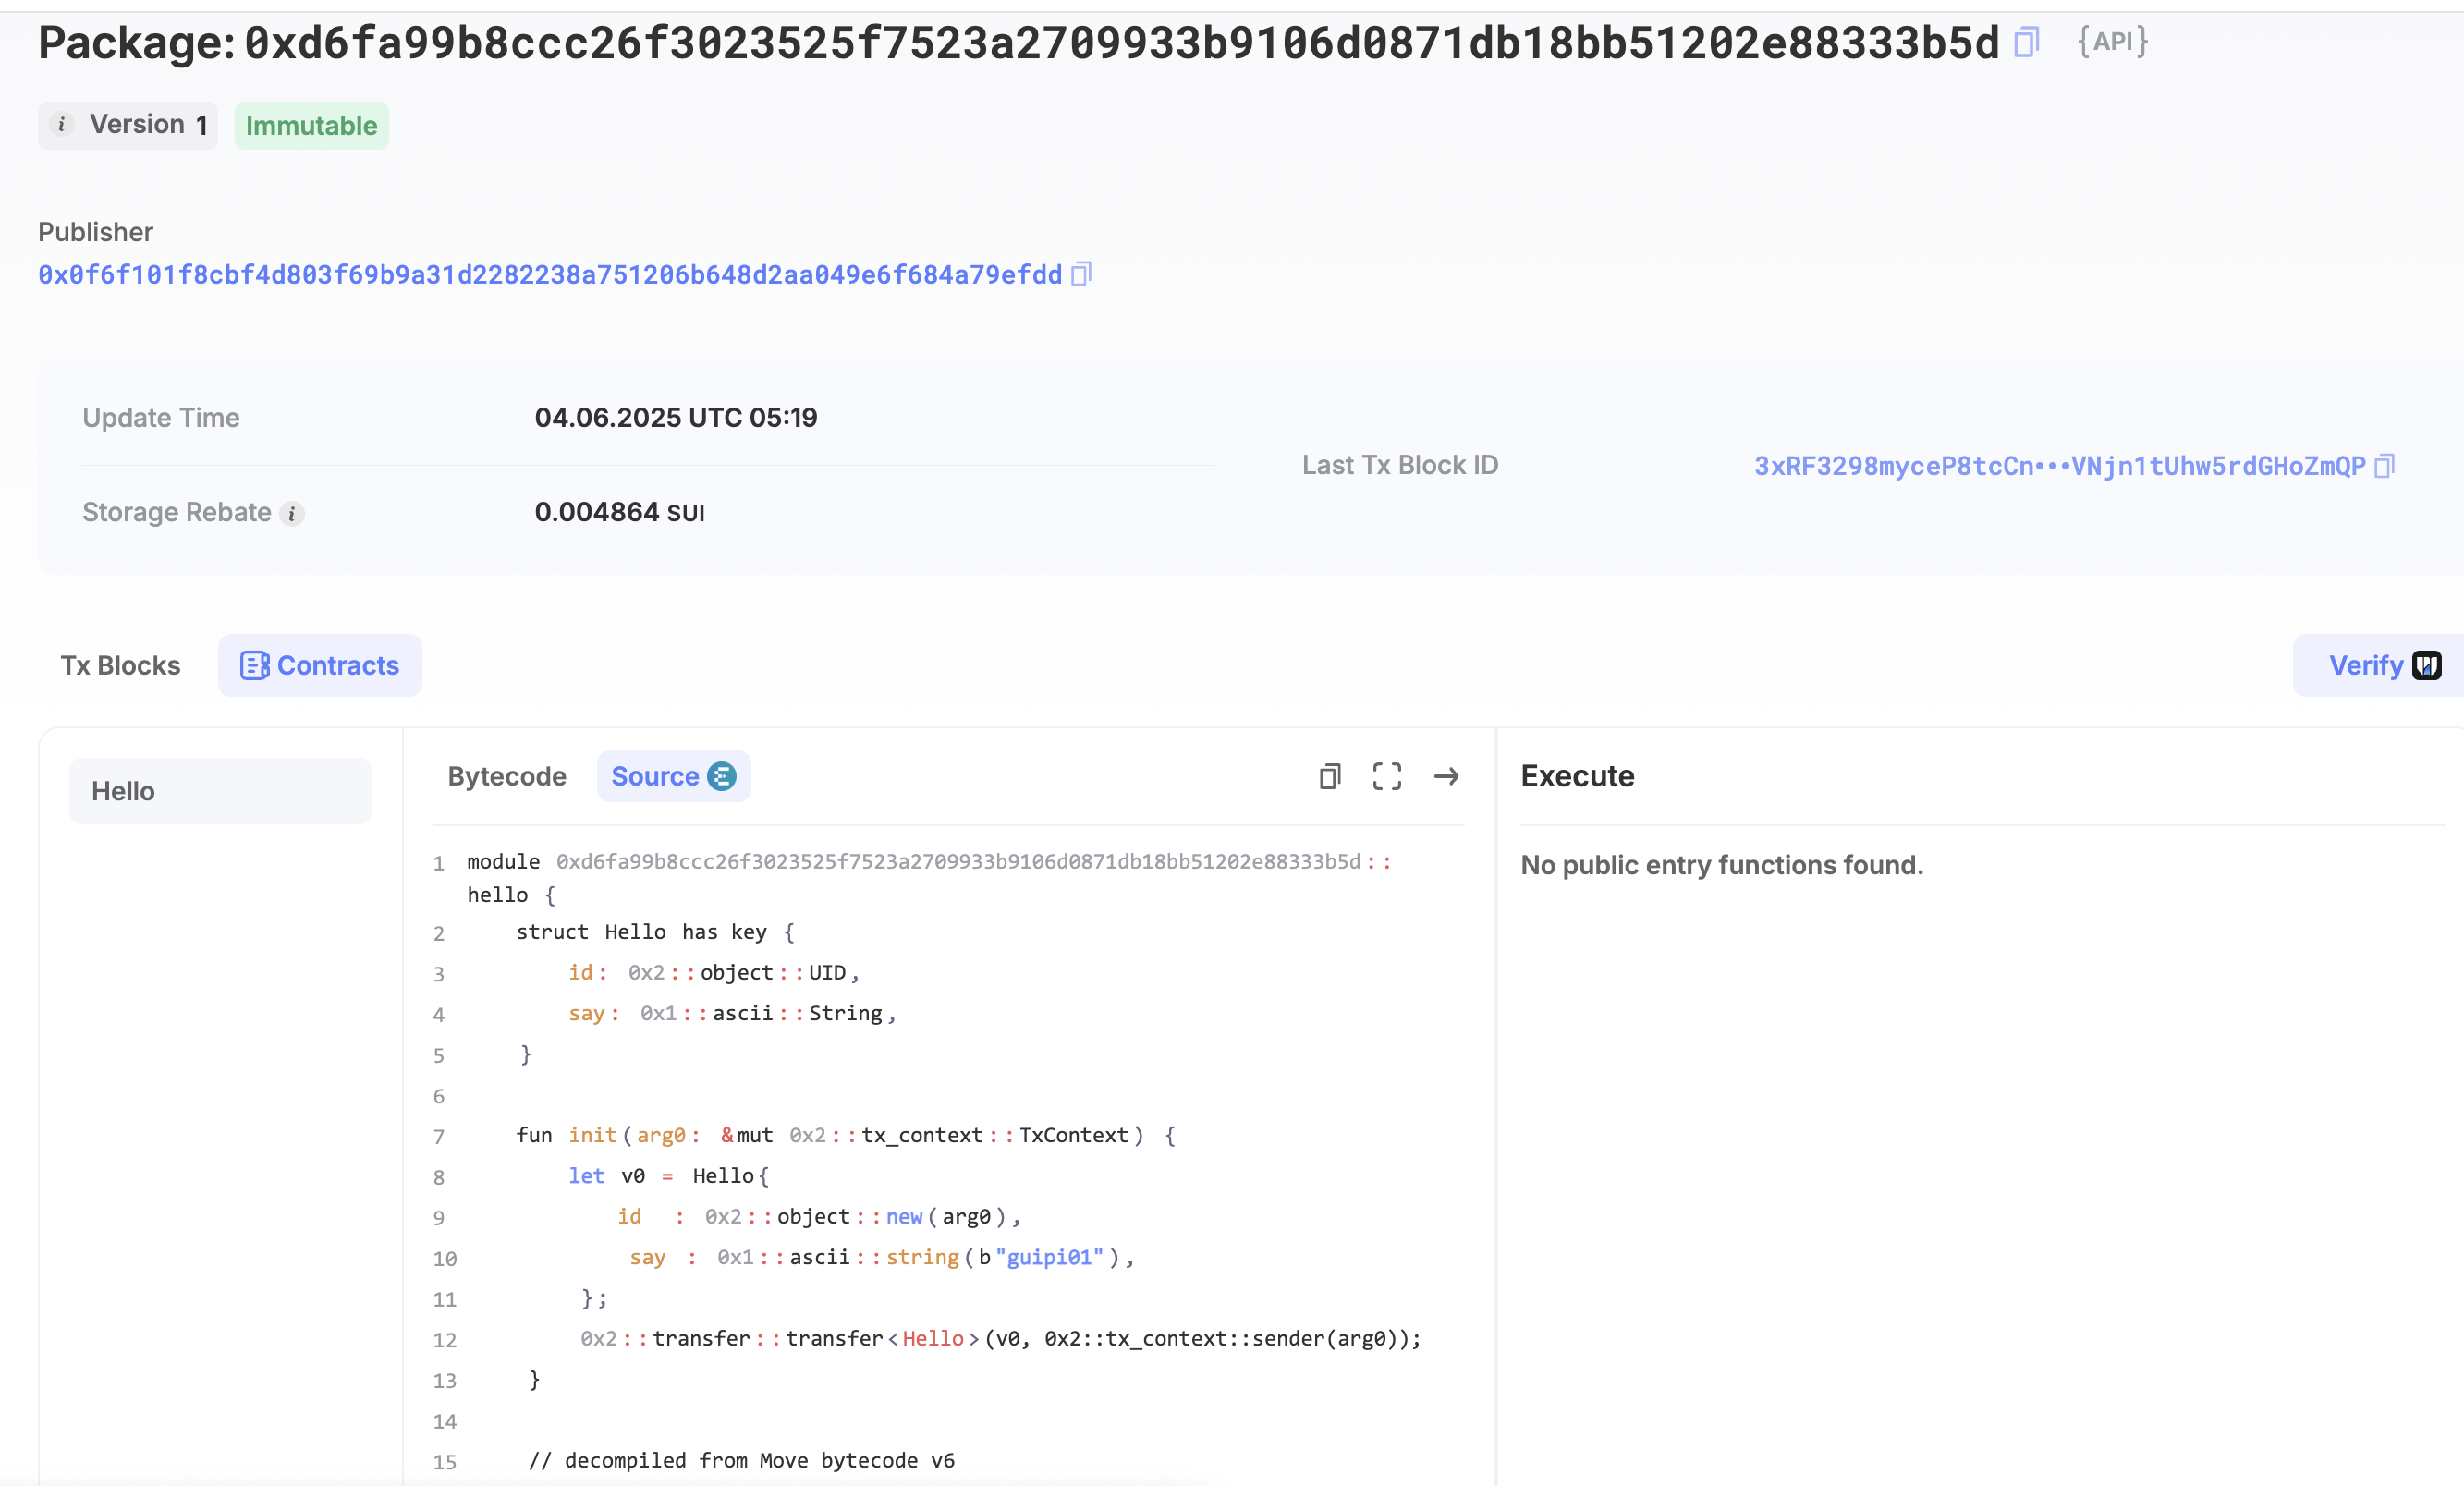 Package: 0xd6fa99b8ccc26f3023525f7523a2709933b9106d0871db18bb51202e88333b5d {API}
i Version 1 Immutable
Publisher
0x0f6f101f8cbf4d803f69b9a31d2282238a751206b648d2aa049e6f684a79efdd
Update Time 04.06.2025 UTC 05:19
Last Tx Block ID 3xRF3298myceP8tcCn•••VNjn1tUhw5rdGHoZmQP
Storage Rebate i 0.004864 SUI
Tx Blocks Contracts Verify
Hello
Bytecode Source
1 module 0xd6fa99b8ccc26f3023525f7523a2709933b9106d0871db18bb51202e88333b5d::
hello {
2 struct Hello has key {
3 id: 0x2::object::UID,
4 say: 0x1::ascii::String,
5 }
6
7 fun init(arg0: &mut 0x2::tx_context::TxContext) {
8 let v0 = Hello{
9 id : 0x2::object::new(arg0),
10 say : 0x1::ascii::string(b"guipi01"),
11 };
12 0x2::transfer::transfer<Hello>(v0, 0x2::tx_context::sender(arg0));
13 }
14
15 // decompiled from Move bytecode v6
Execute
No public entry functions found.